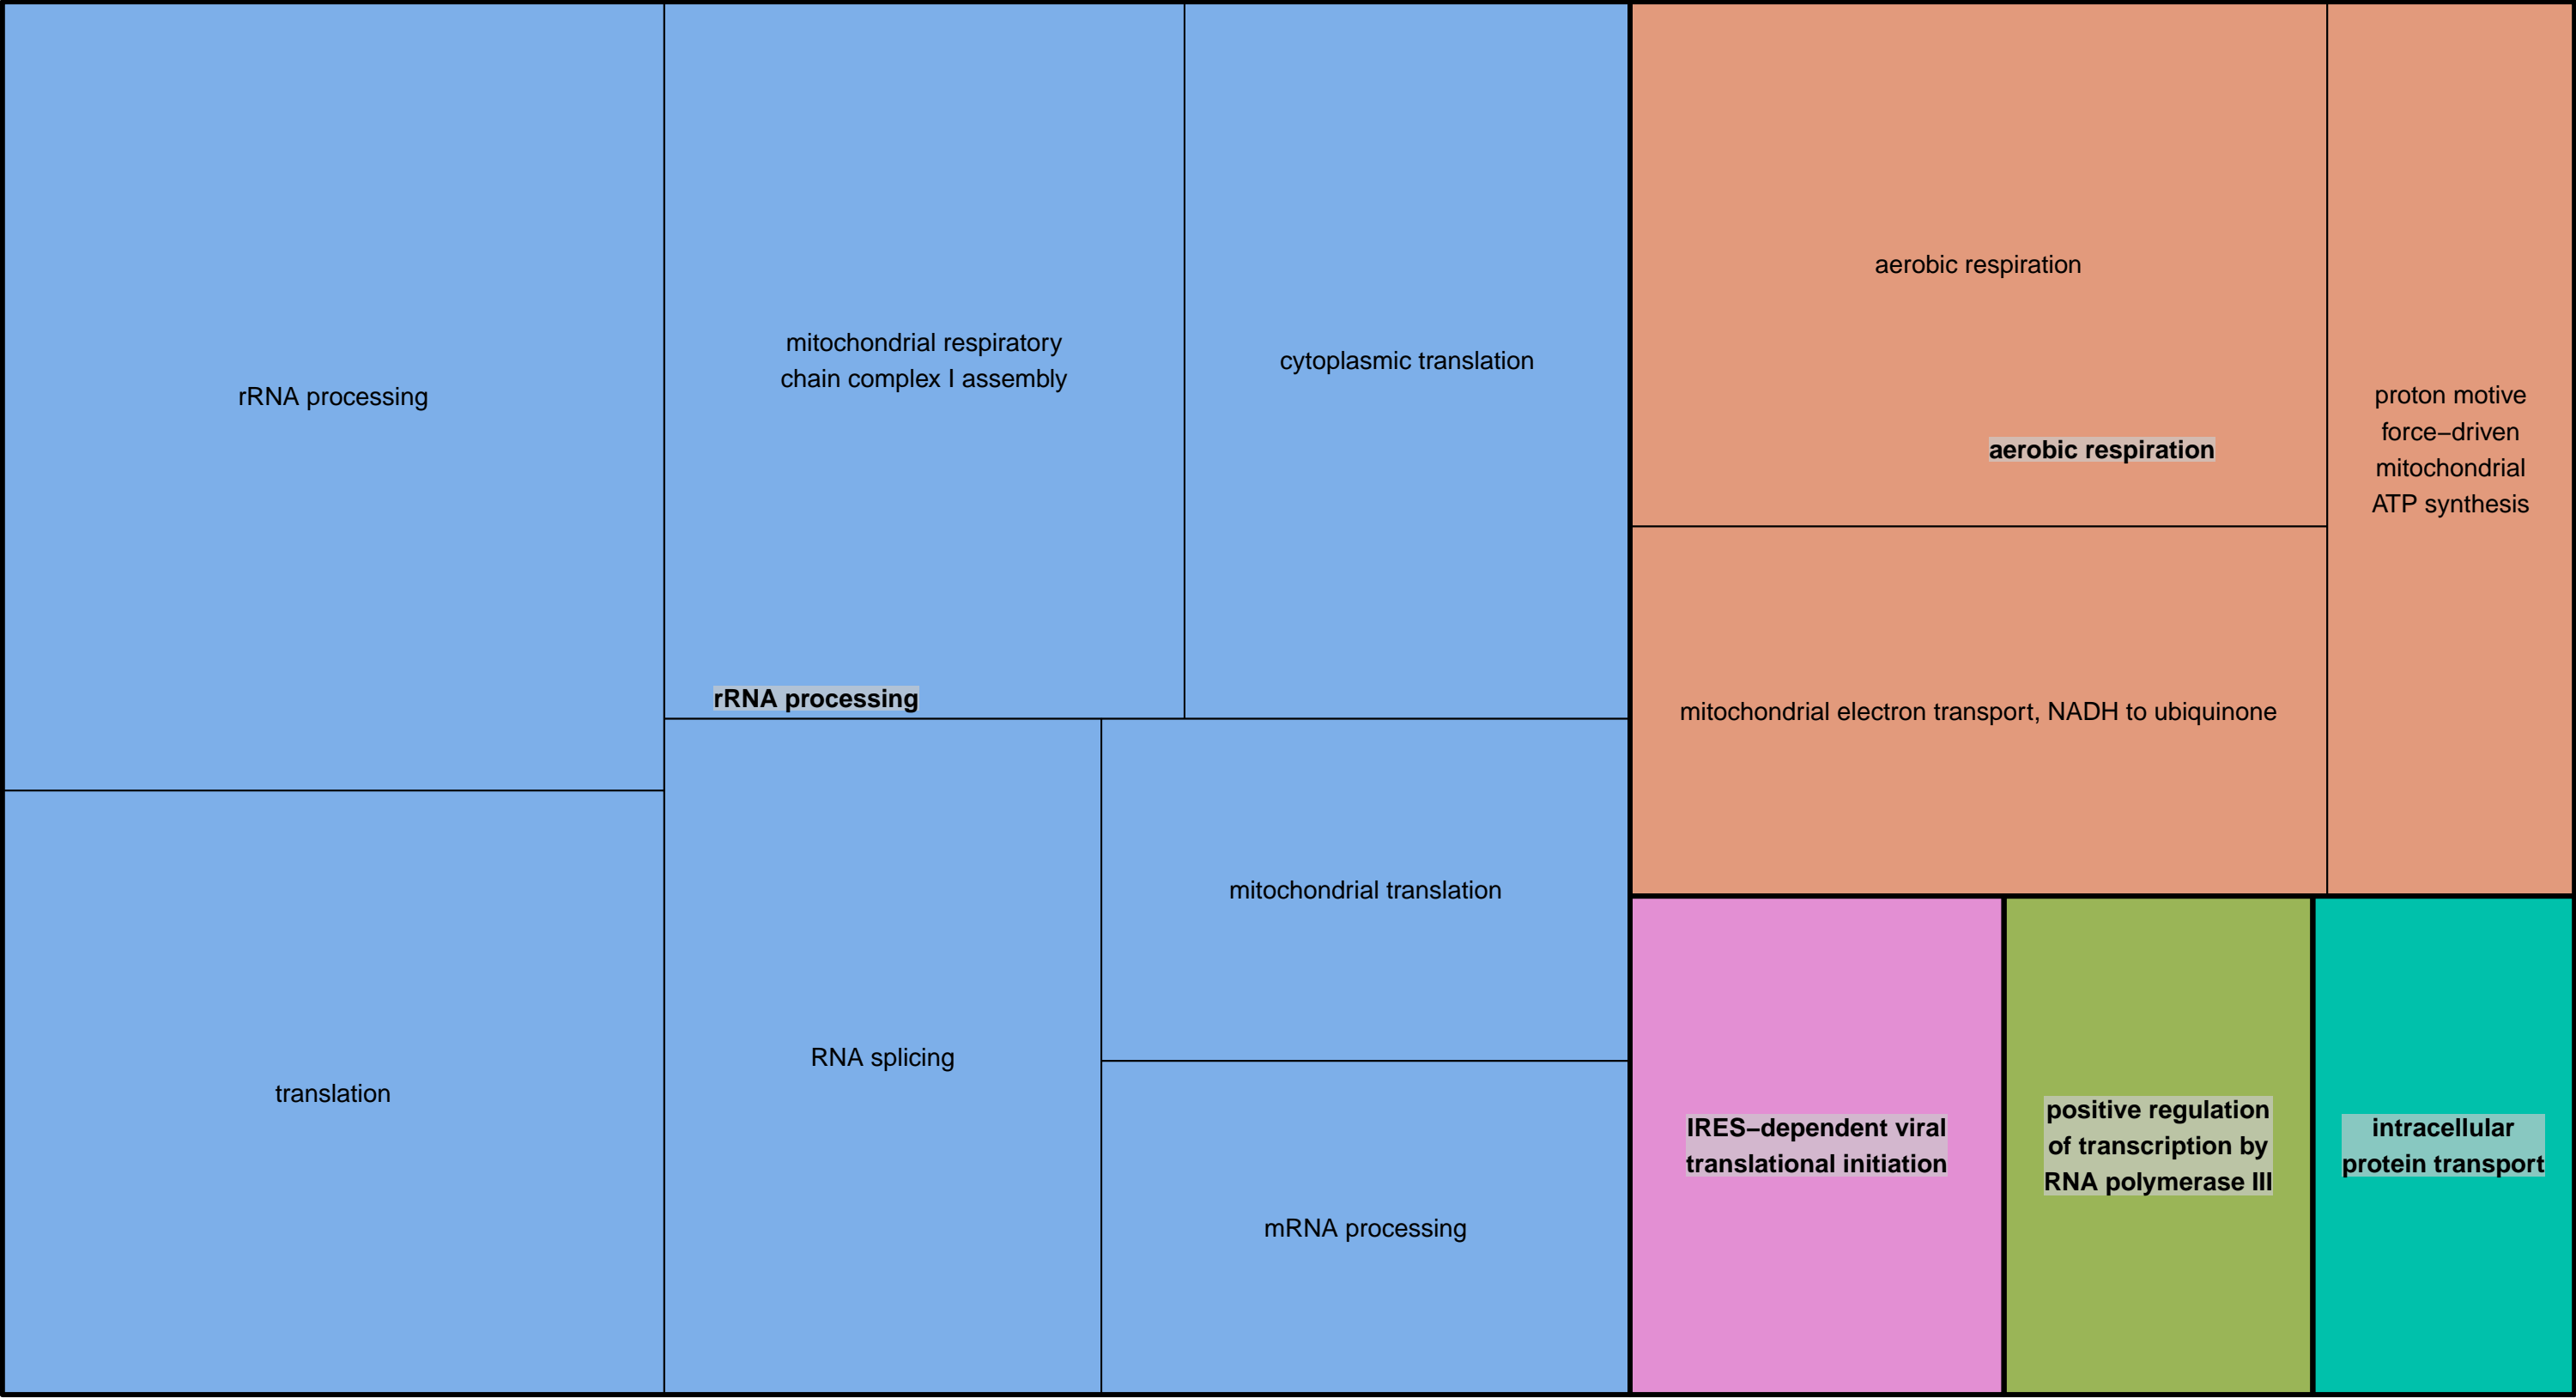 rRNA processing
mitochondrial respiratory
chain complex I assembly
cytoplasmic translation
rRNA processing
translation
RNA splicing
mitochondrial translation
mRNA processing
aerobic respiration
aerobic respiration
proton motive
force−driven
mitochondrial
ATP synthesis
mitochondrial electron transport, NADH to ubiquinone
IRES−dependent viral
translational initiation
positive regulation
of transcription by
RNA polymerase III
intracellular
protein transport